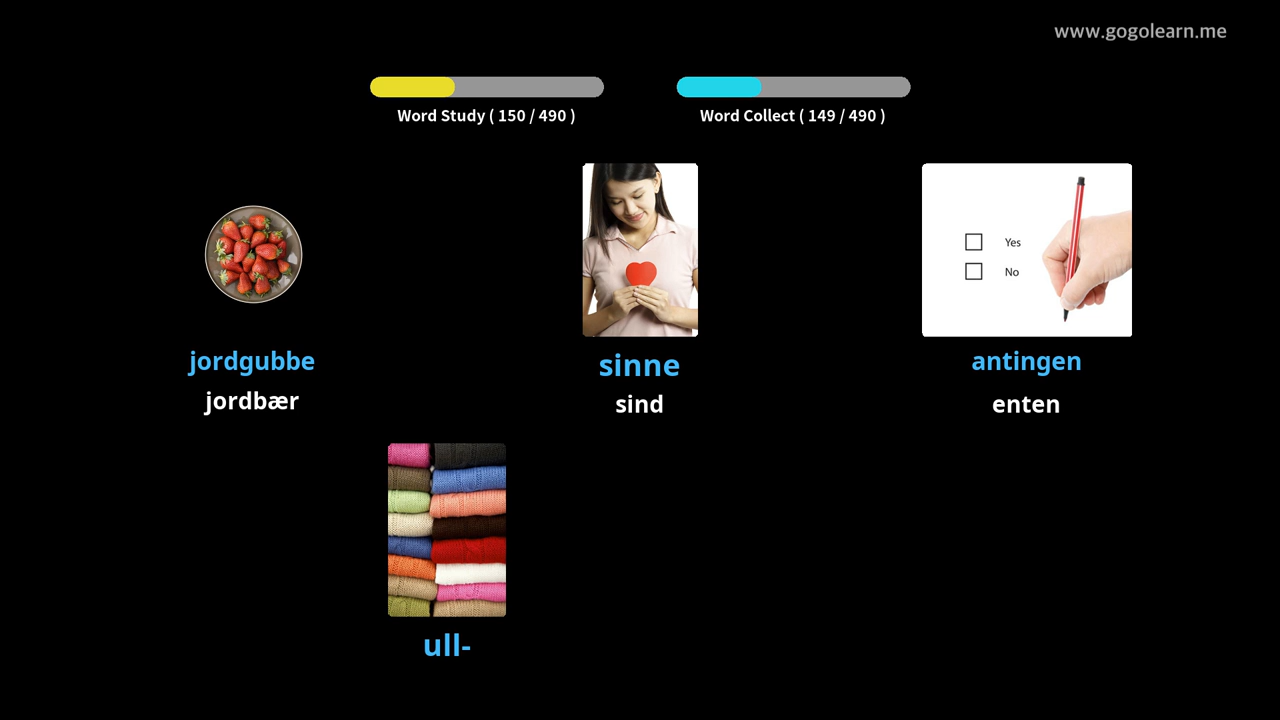 www.gogolearn.me
Word Study ( 150 / 490 )
Word Collect ( 149 / 490 )
Yes
No
jordgubbe
sinne
antingen
jordbær
sind
enten
ull-